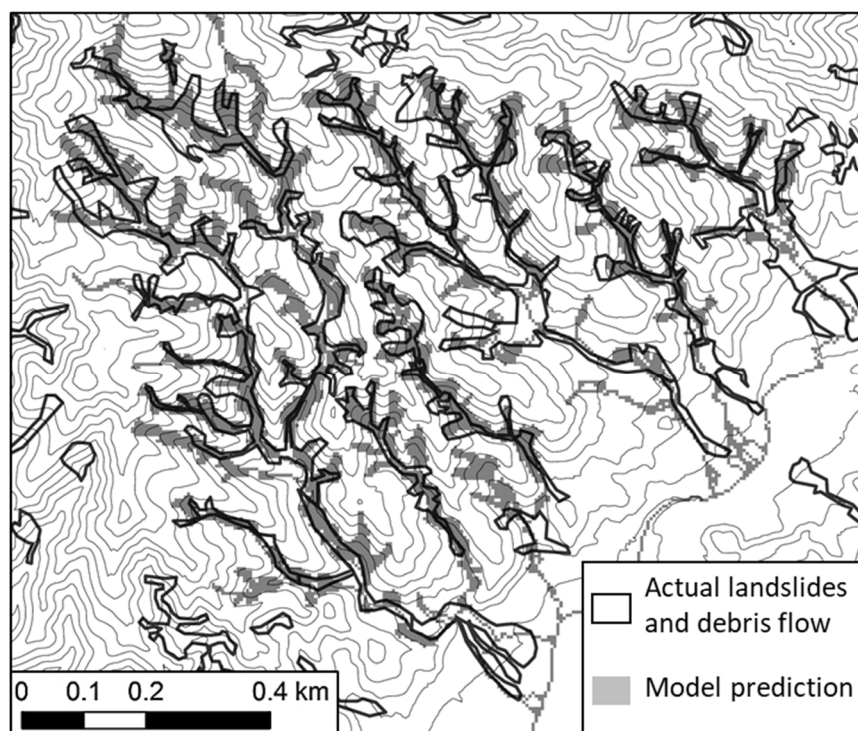 Actual landslides
and debris flow
Model prediction
0 0.1 0.2 0.4 km